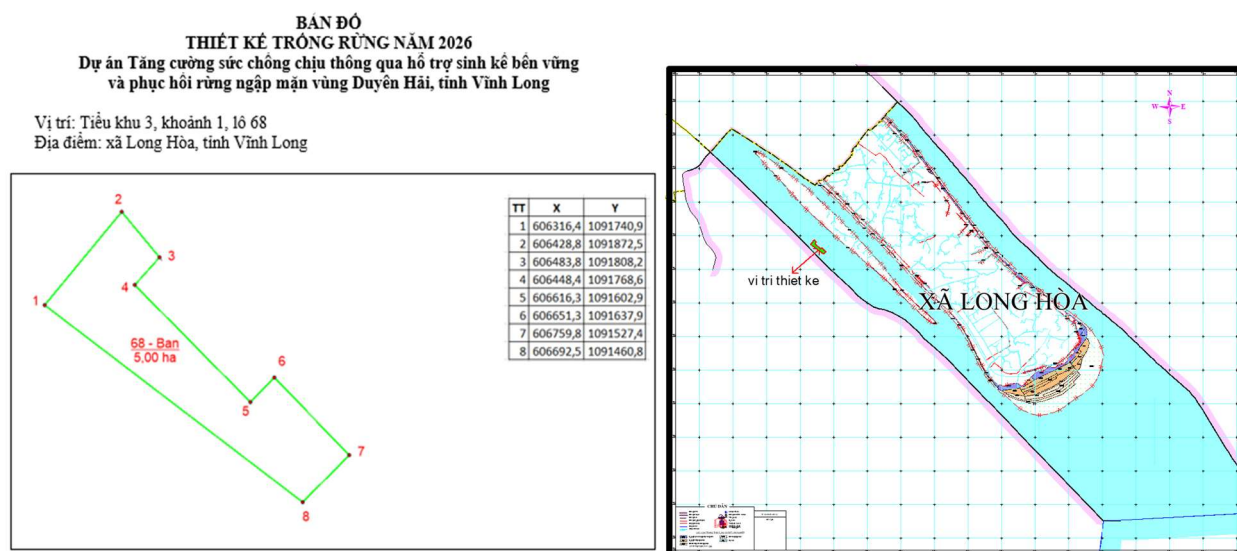 BẢN ĐỒ
THIẾT KẾ TRỒNG RỪNG NĂM 2026
Dự án Tăng cường sức chống chịu thông qua hỗ trợ sinh kế bền vững
và phục hồi rừng ngập mặn vùng Duyên Hải, tỉnh Vĩnh Long
Vị trí: Tiểu khu 3, khoảnh 1, lô 68
Địa điểm: xã Long Hòa, tỉnh Vĩnh Long
TT X Y
1 606316,4 1091740,9
2 606428,8 1091872,5
3 606483,8 1091808,2
4 606448,4 1091768,6
5 606616,3 1091602,9
6 606651,3 1091637,9
7 606759,8 1091527,4
8 606692,5 1091460,8
2
3
4
1
68 - Ban
5,00 ha
6
5
7
8
N
W E
S
vi tri thiet ke
XÃ LONG HÒA
CHÚ DẪN